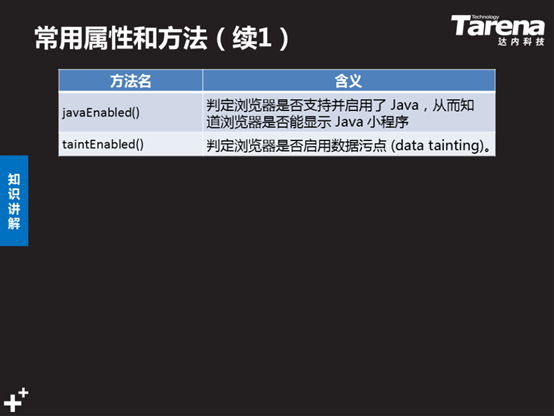 常用属性和方法（续1）
Technology
Tarena
达内科技
方法名 含义
javaEnabled() 判定浏览器是否支持并启用了 Java，从而知
道浏览器是否能显示 Java 小程序
taintEnabled() 判定浏览器是否启用数据污点 (data tainting)。
知识讲解